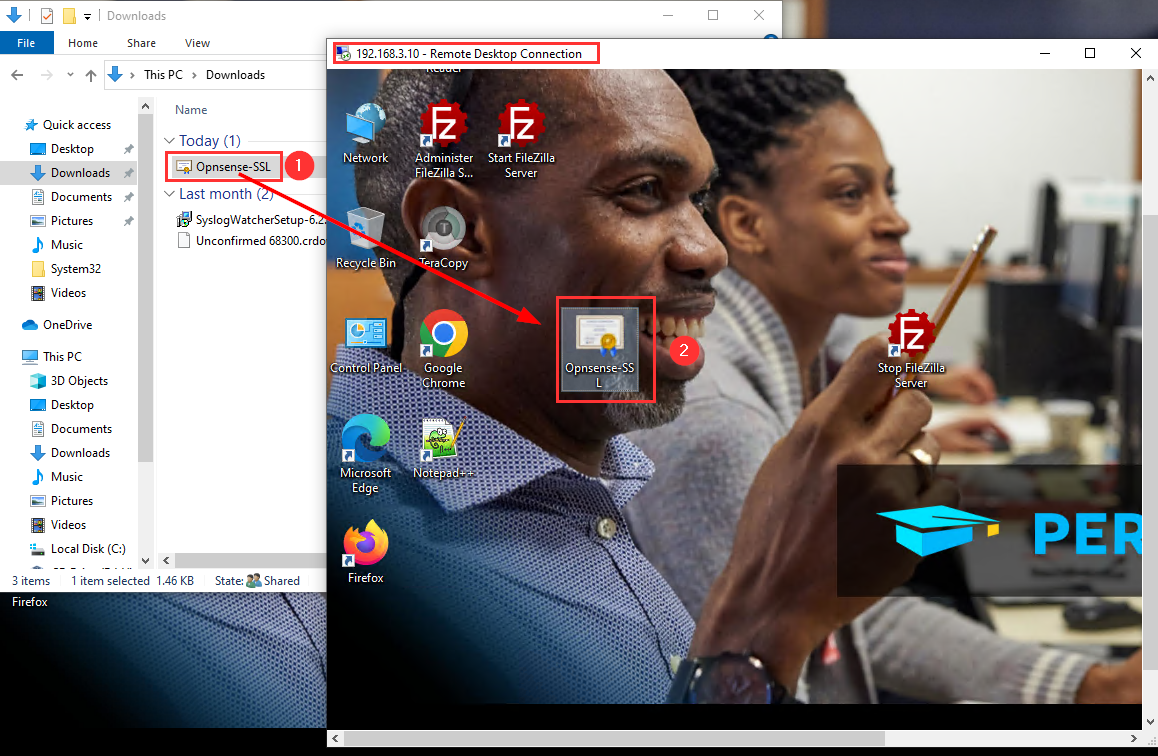 Downloads
File
Home
Share
View
This PC
Downloads
Name
Quick access
Desktop
Downloads
Documents
Pictures
Music
System32
Videos
OneDrive
This PC
3D Objects
Desktop
Documents
Downloads
Music
Pictures
Videos
Local Disk (C:)
Today (1)
Opnsense-SSL
1
Last month (2)
SyslogWatcherSetup-6.2
Unconfirmed 68300.crdo
3 items
1 item selected
1.46 KB
State:
Shared
Firefox
192.168.3.10 - Remote Desktop Connection
Reader
Network
Administer
FileZilla S...
Start FileZilla
Server
Recycle Bin
TeraCopy
Control Panel
Google
Chrome
Opnsense-SS
L
2
Stop FileZilla
Server
Microsoft
Edge
Notepad++
Firefox
PER